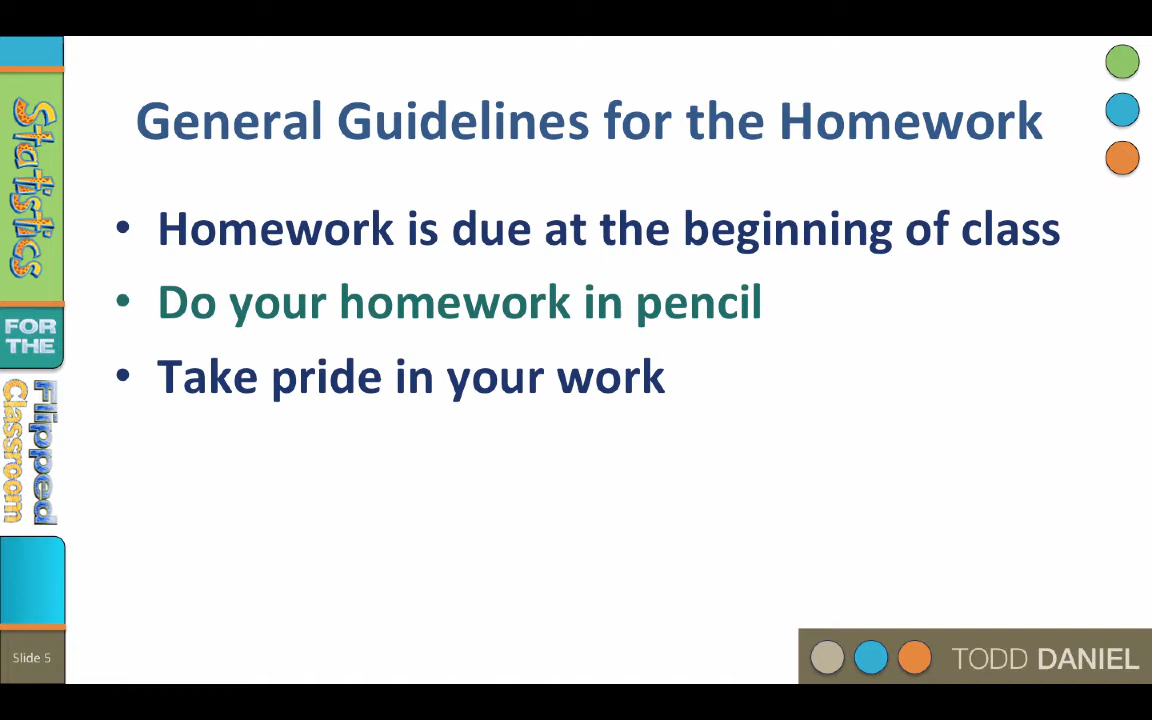 General Guidelines for the Homework
• Homework is due at the beginning of class
• Do your homework in pencil
• Take pride in your work
Statistics
FOR THE
Flipped
Classroom
Slide 5
TODD DANIEL